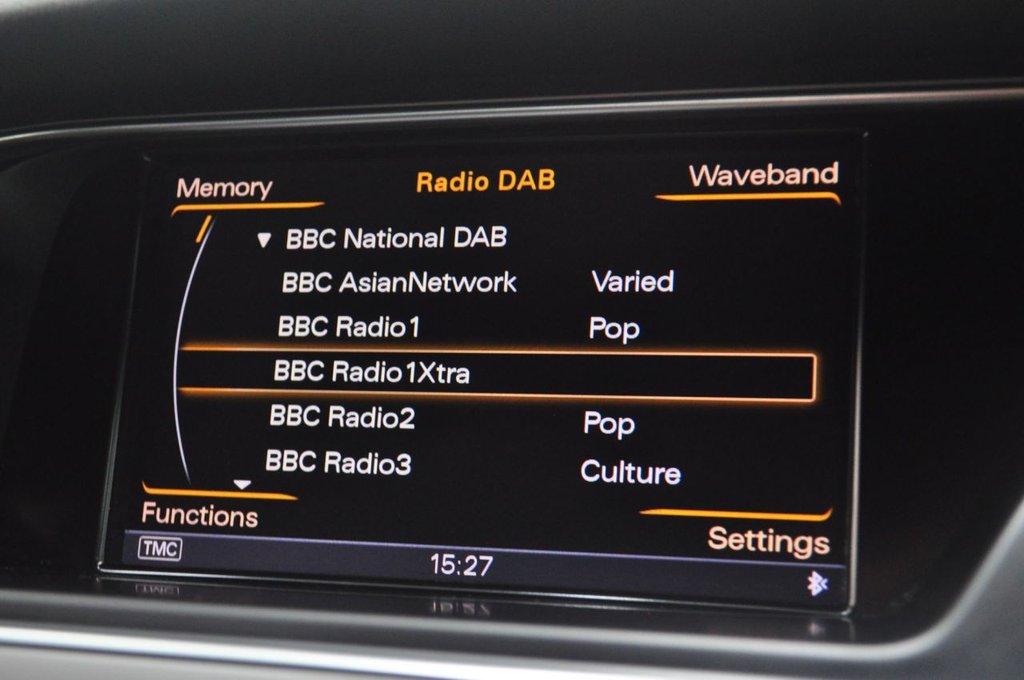 Memory Radio DAB Waveband
BBC National DAB
BBC AsianNetwork Varied
BBC Radio1 Pop
BBC Radio1Xtra
BBC Radio2 Pop
BBC Radio3 Culture
Functions Settings
TMC 15:27